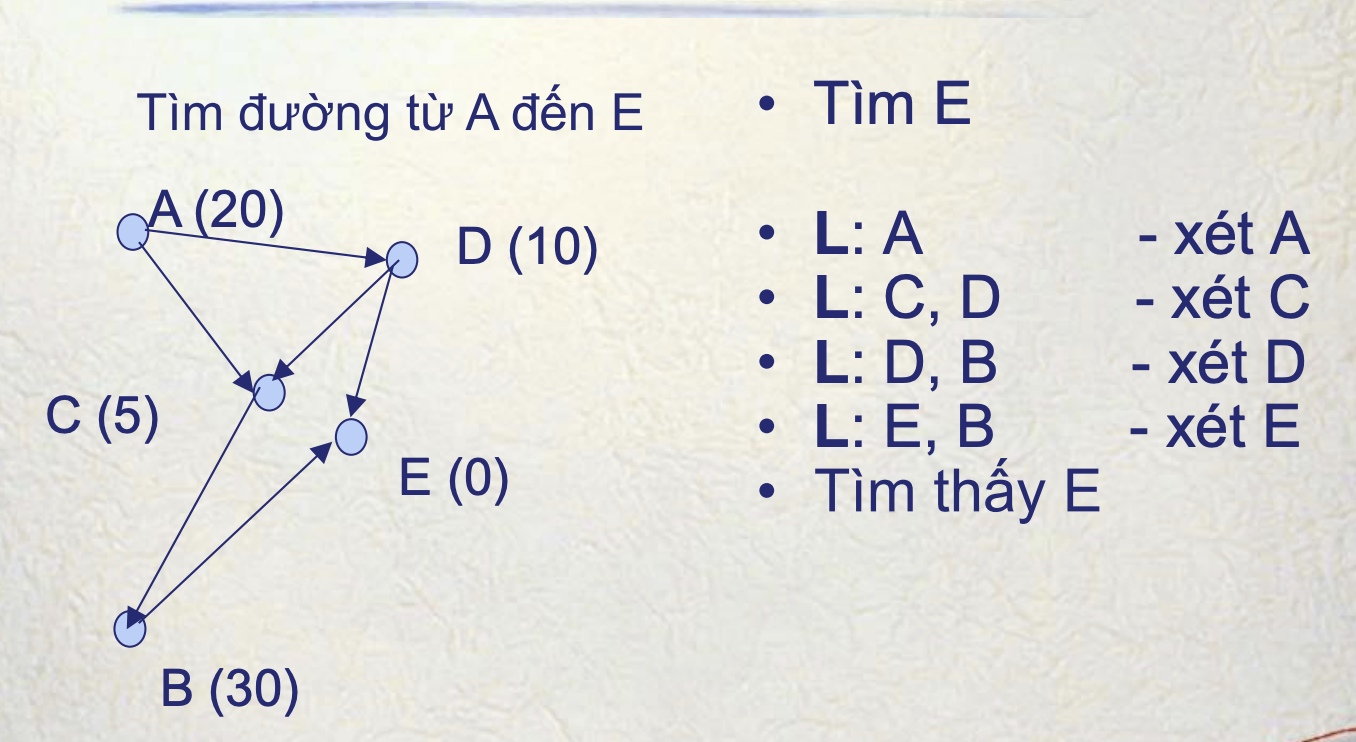 Tìm đường từ A đến E
A (20)
D (10)
C (5)
E (0)
B (30)
• Tìm E
• L: A - xét A
• L: C, D - xét C
• L: D, B - xét D
• L: E, B - xét E
• Tìm thấy E